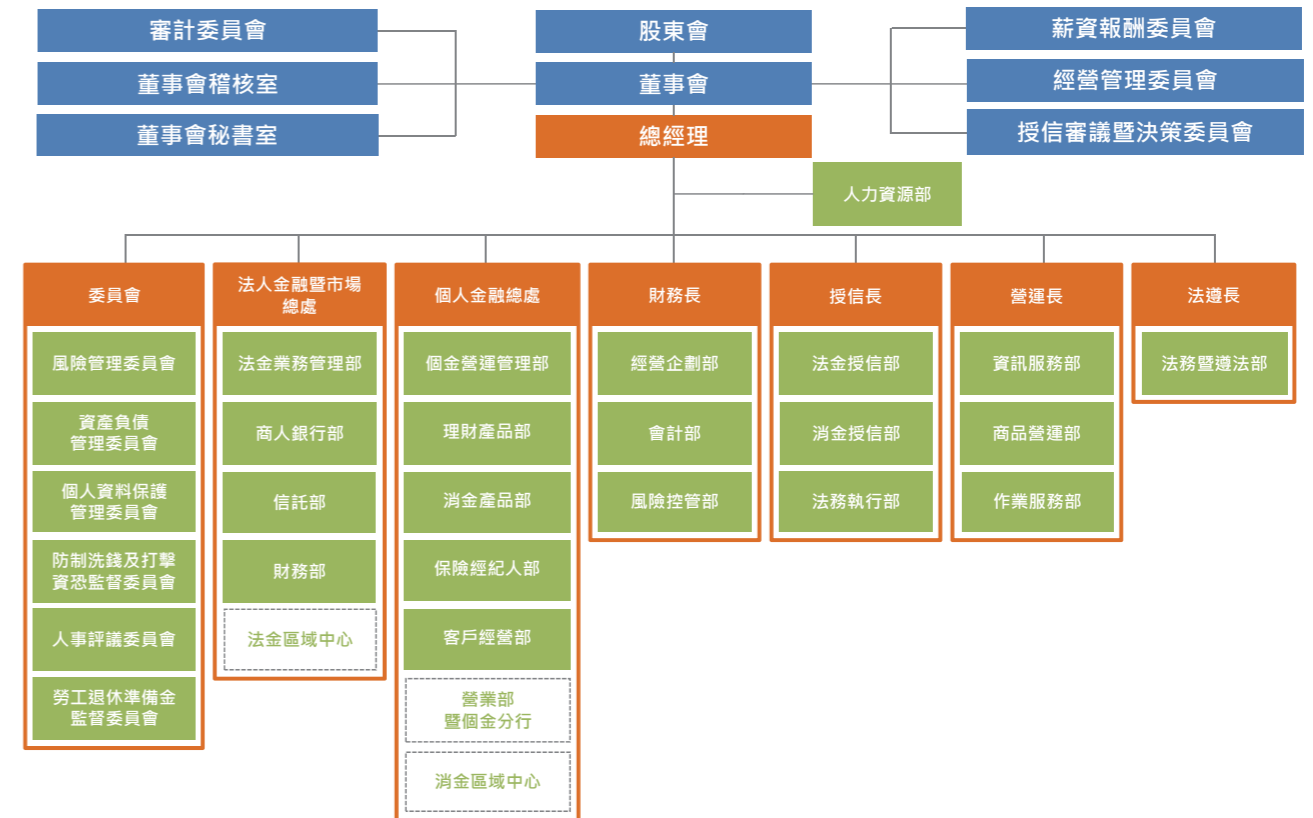 審計委員會
董事會稽核室
董事會秘書室
股東會
董事會
總經理
薪資報酬委員會
經營管理委員會
授信審議暨決策委員會
人力資源部
委員會
風險管理委員會
資產負債
管理委員會
個人資料保護
管理委員會
防制洗錢及打擊
資恐監督委員會
人事評議委員會
勞工退休準備金
監督委員會
法人金融暨市場
總處
法金業務管理部
商人銀行部
信託部
財務部
法金區域中心
個人金融總處
個金營運管理部
理財產品部
消金產品部
保險經紀人部
客戶經營部
營業部
暨個金分行
消金區域中心
財務長
經營企劃部
會計部
風險控管部
授信長
法金授信部
消金授信部
法務執行部
營運長
資訊服務部
商品營運部
作業服務部
法遵長
法務暨遵法部